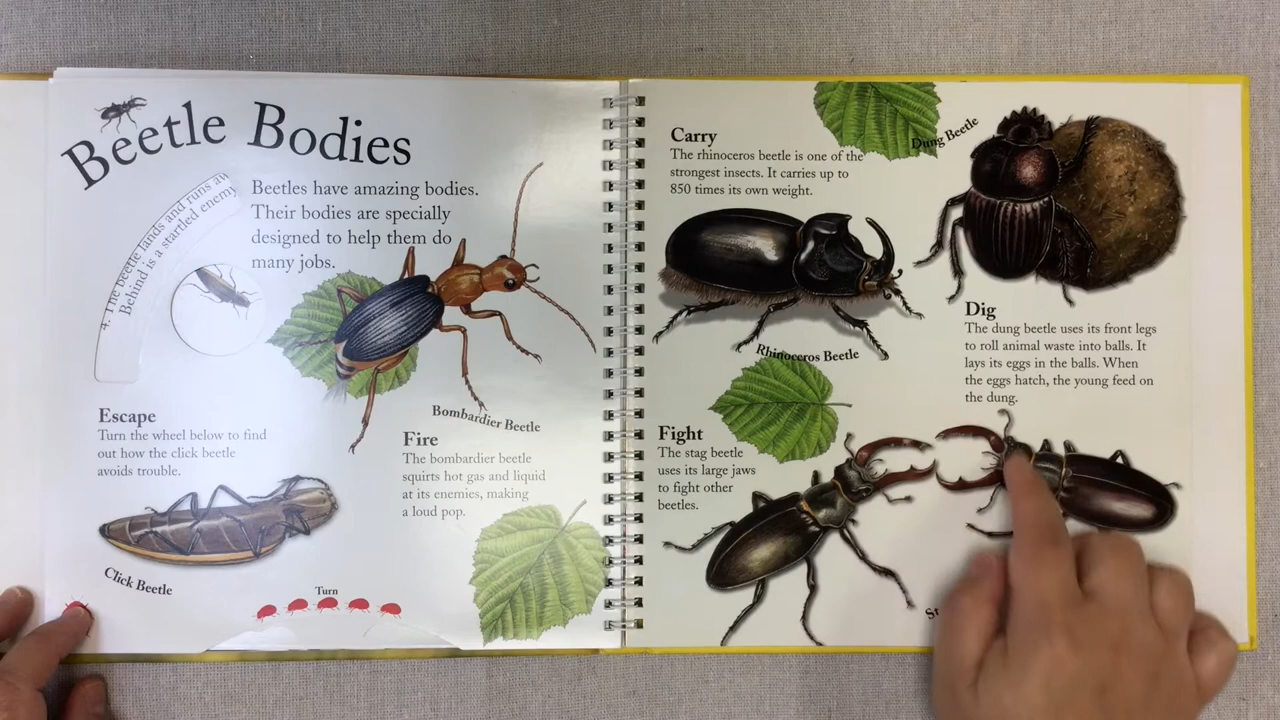 Beetle Bodies
4. The beetle lands and runs
Behind is a startled enemy
Beetles have amazing bodies.
Their bodies are specially
designed to help them do
many jobs.
Escape
Turn the wheel below to find
out how the click beetle
avoids trouble.
Click Beetle
Turn
Bombardier Beetle
Fire
The bombardier beetle
squirts hot gas and liquid
at its enemies, making
a loud pop.
Carry
The rhinoceros beetle is one of the
strongest insects. It carries up to
850 times its own weight.
Rhinoceros Beetle
Dung Beetle
Dig
The dung beetle uses its front legs
to roll animal waste into balls. It
lays its eggs in the balls. When
the eggs hatch, the young feed on
the dung.
Fight
The stag beetle
uses its large jaws
to fight other
beetles.